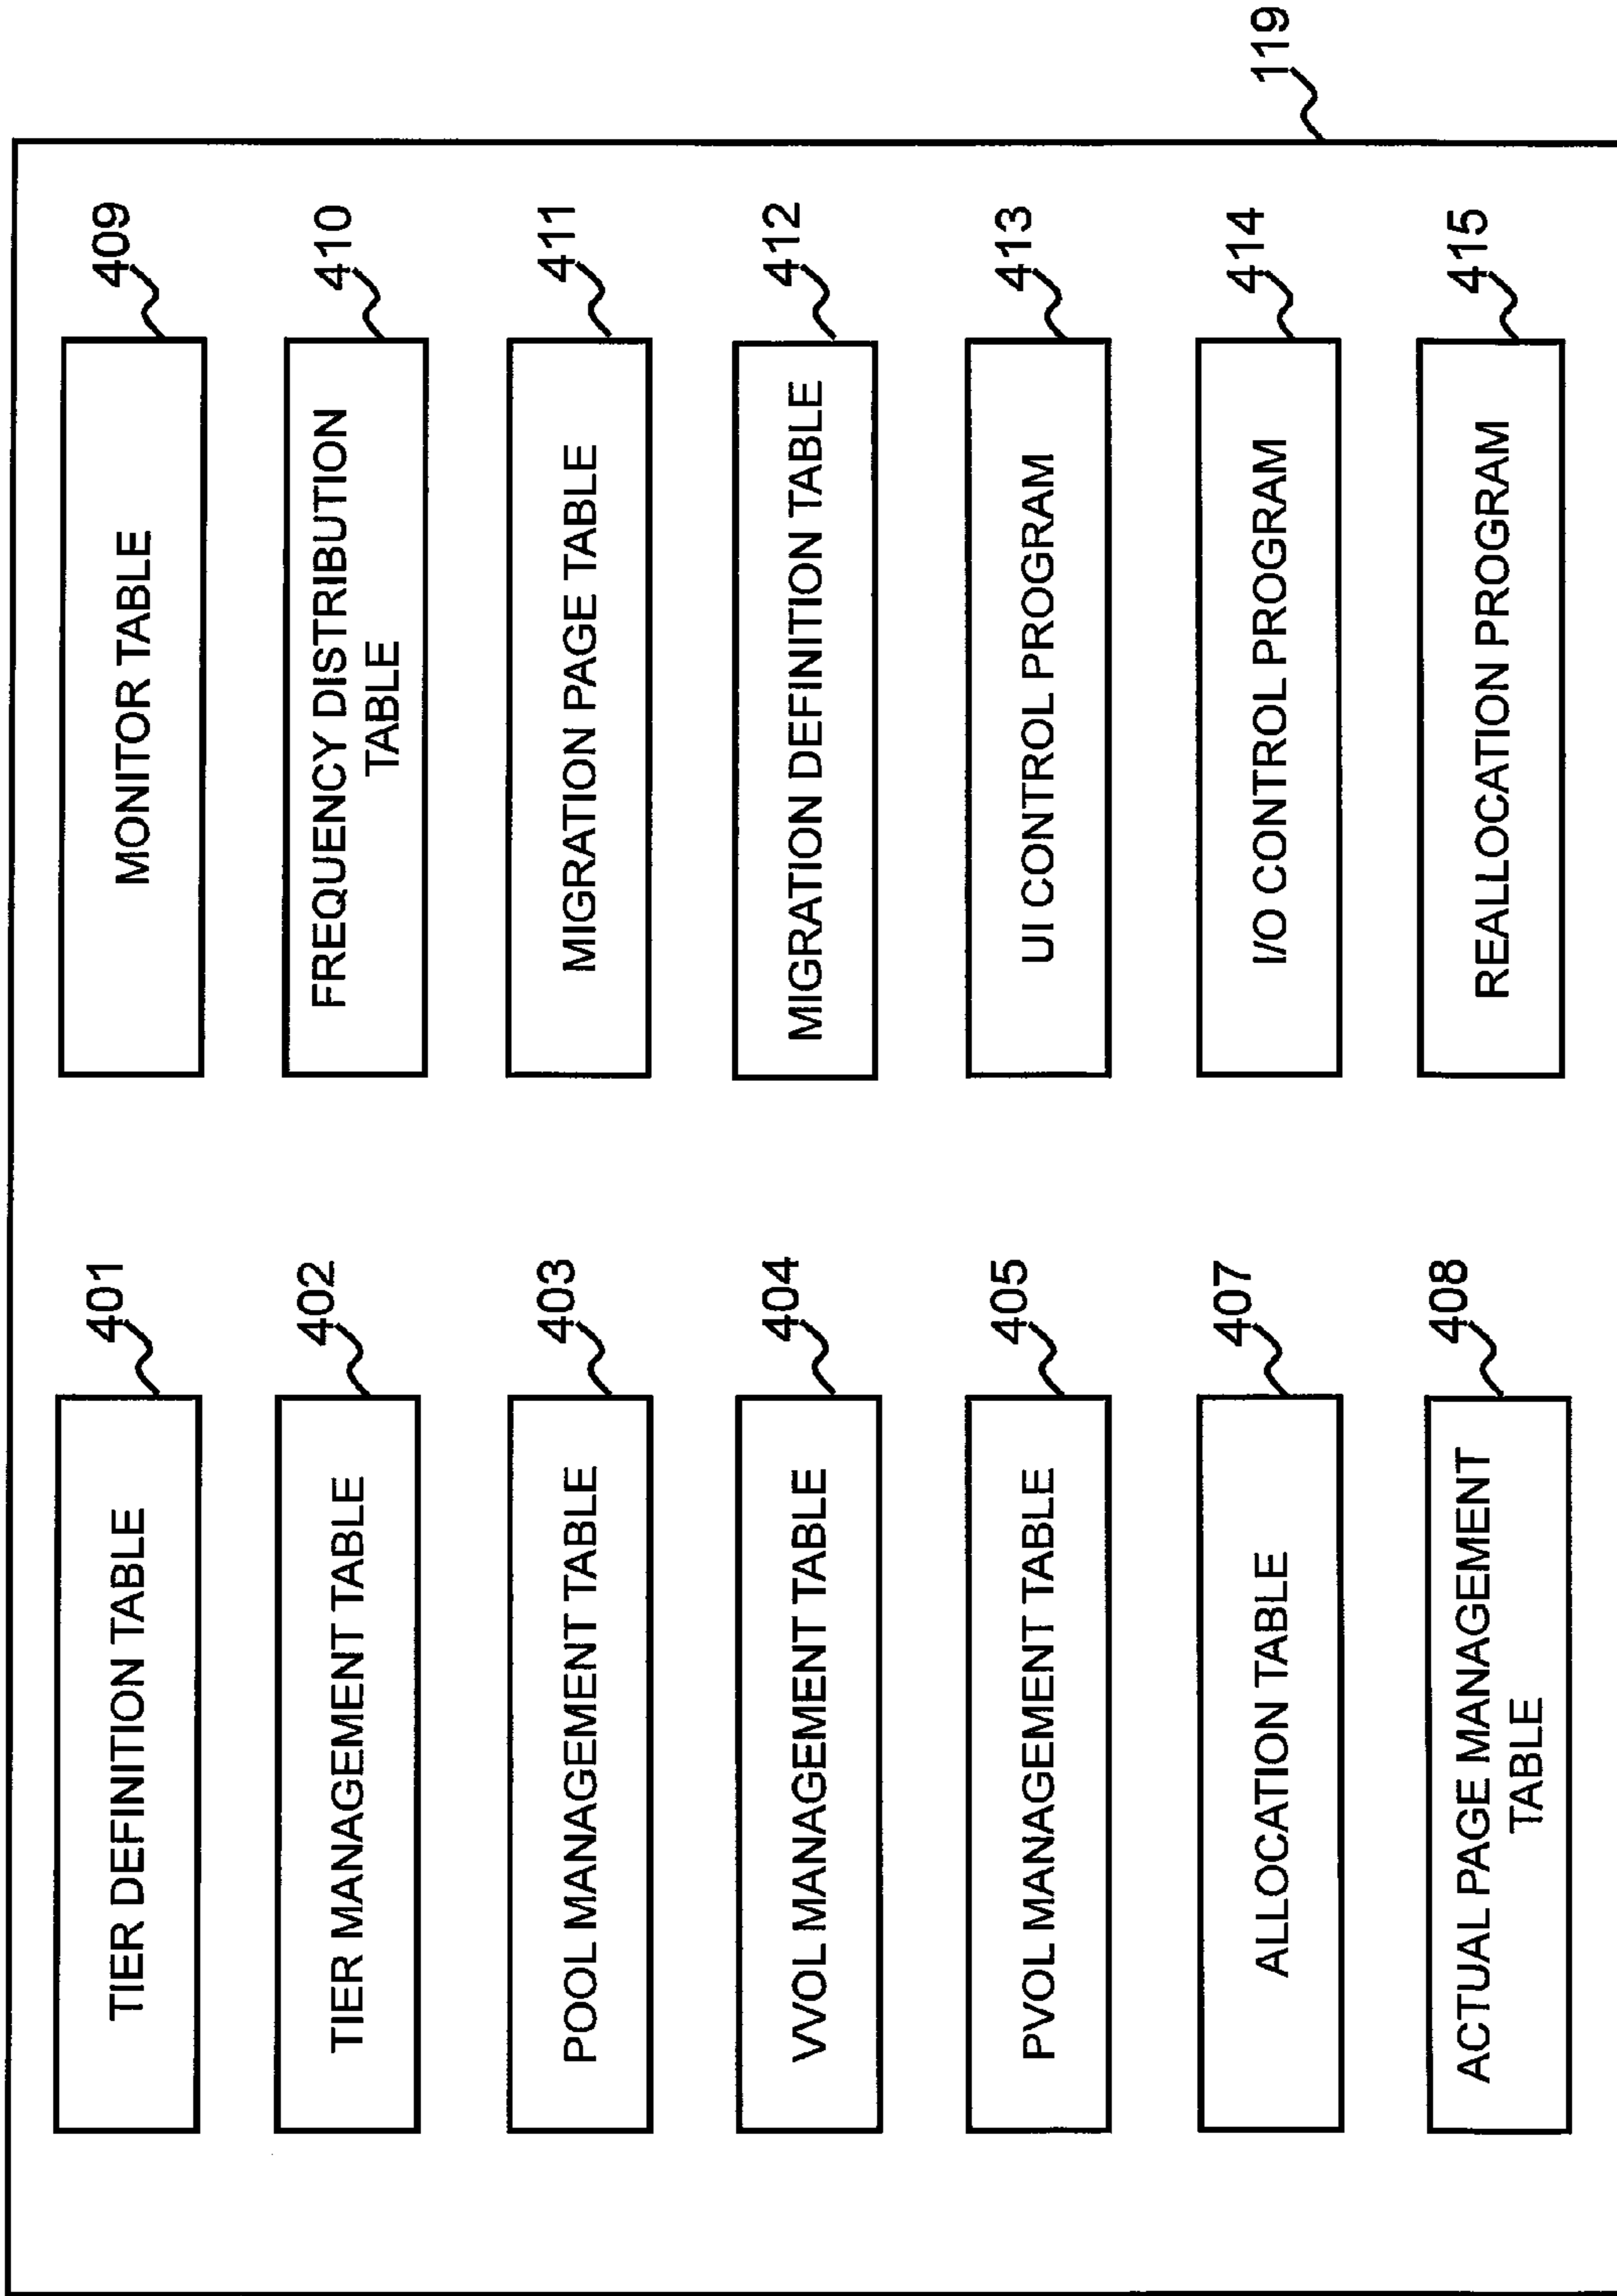 401
TIER DEFINITION TABLE
402
TIER MANAGEMENT TABLE
403
POOL MANAGEMENT TABLE
404
VVOL MANAGEMENT TABLE
405
PVOL MANAGEMENT TABLE
407
ALLOCATION TABLE
408
ACTUAL PAGE MANAGEMENT
TABLE
409
MONITOR TABLE
410
FREQUENCY DISTRIBUTION
TABLE
411
MIGRATION PAGE TABLE
412
MIGRATION DEFINITION TABLE
413
UI CONTROL PROGRAM
414
I/O CONTROL PROGRAM
415
REALLOCATION PROGRAM
119